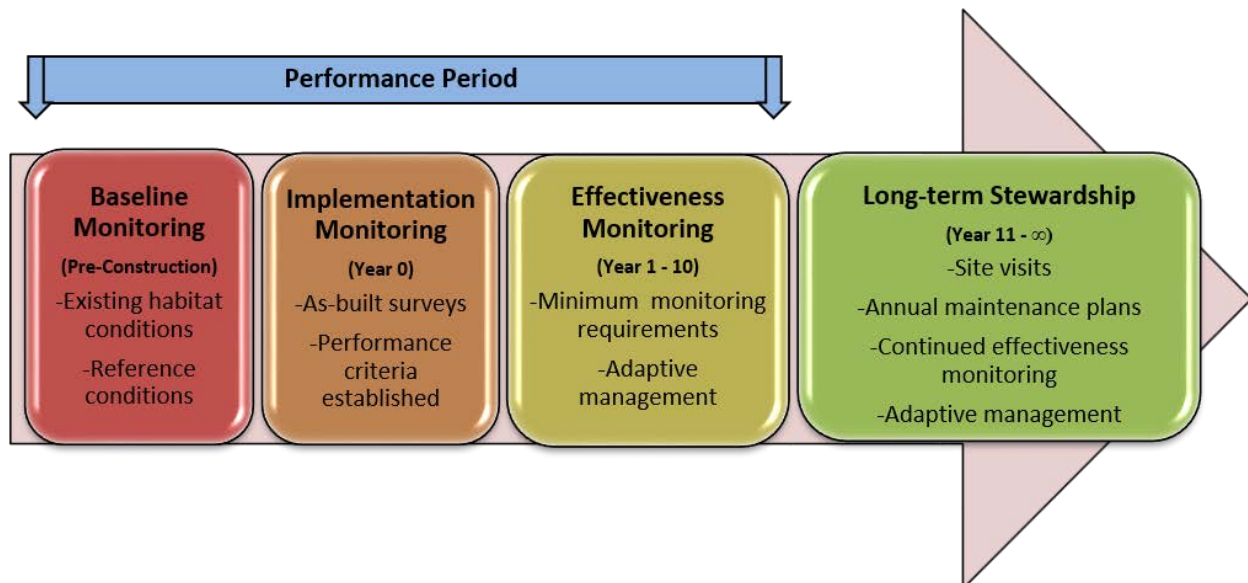 Performance Period
Baseline
Monitoring
(Pre-Construction)
-Existing habitat
conditions
-Reference
conditions
Implementation
Monitoring
(Year 0)
-As-built surveys
-Performance
criteria
established
Effectiveness
Monitoring
(Year 1 - 10)
-Minimum monitoring
requirements
-Adaptive
management
Long-term Stewardship
(Year 11 - ∞)
-Site visits
-Annual maintenance plans
-Continued effectiveness
monitoring
-Adaptive management